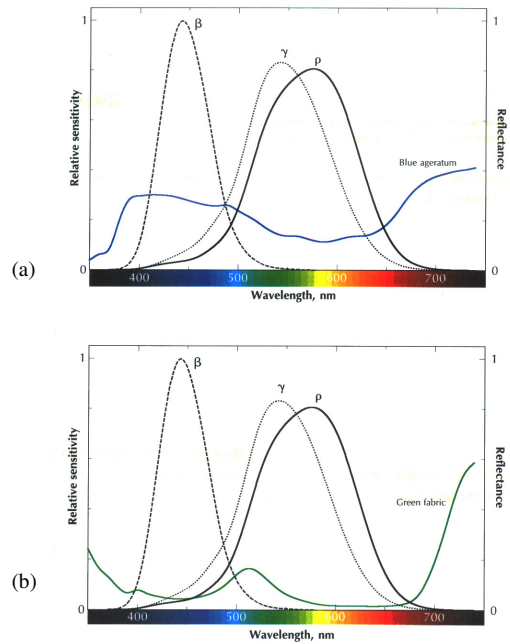 1
β
γ
ρ
1
Relative sensitivity
Reflectance
Blue ageratum
(a)
0
0
400
500
600
700
Wavelength, nm
1
β
γ
ρ
1
Relative sensitivity
Reflectance
Green fabric
(b)
0
0
400
500
600
700
Wavelength, nm